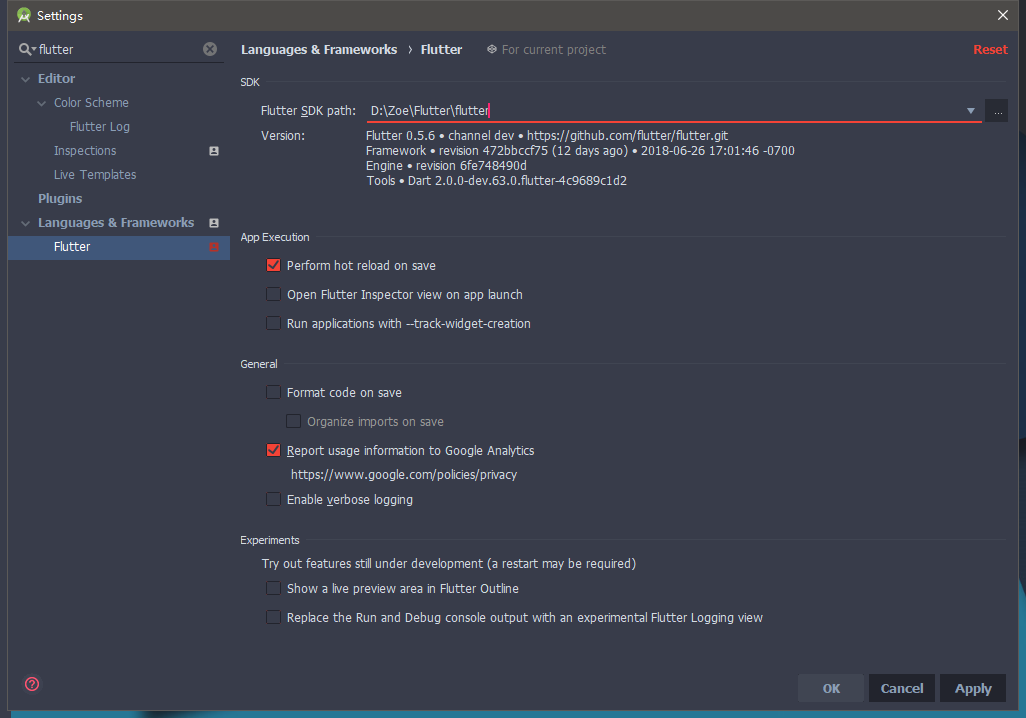 Settings
flutter
Languages & Frameworks › Flutter
For current project
Reset
Editor
Color Scheme
Flutter Log
Inspections
Live Templates
Plugins
Languages & Frameworks
Flutter
SDK
Flutter SDK path: D:\Zoe\Flutter\flutter
...
Version: Flutter 0.5.6 • channel dev • https://github.com/flutter/flutter.git
Framework • revision 472bbccf75 (12 days ago) • 2018-06-26 17:01:46 -0700
Engine • revision 6fe748490d
Tools • Dart 2.0.0-dev.63.0.flutter-4c9689c1d2
App Execution
Perform hot reload on save
Open Flutter Inspector view on app launch
Run applications with --track-widget-creation
General
Format code on save
Organize imports on save
Report usage information to Google Analytics
https://www.google.com/policies/privacy
Enable verbose logging
Experiments
Try out features still under development (a restart may be required)
Show a live preview area in Flutter Outline
Replace the Run and Debug console output with an experimental Flutter Logging view
?
OK
Cancel
Apply